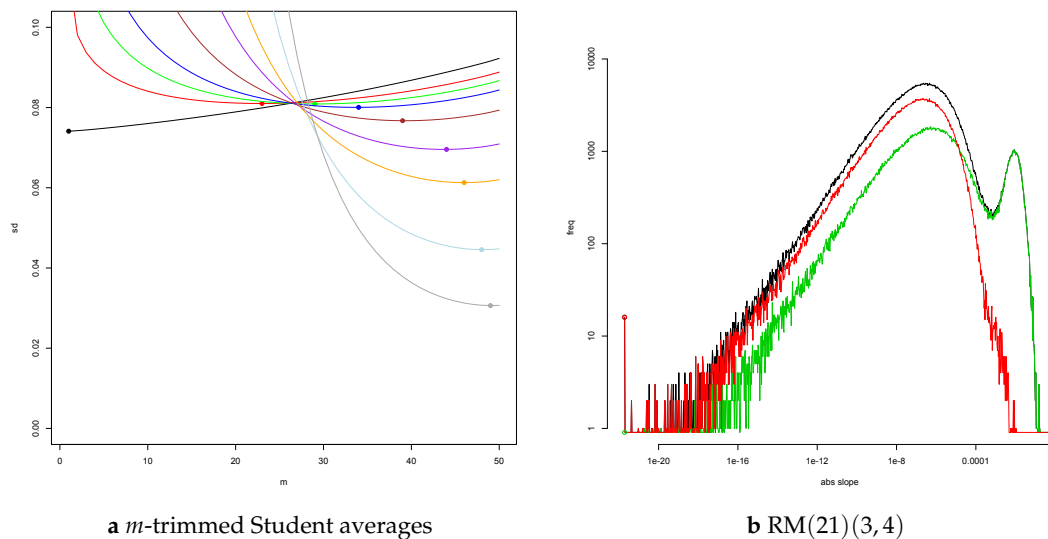 0.10
0.08
0.06
0.04
0.02
0.00
sd
0 10 20 30 40 50
m
a m-trimmed Student averages
10000
1000
100
10
1
freq
1e-20 1e-16 1e-12 1e-8 0.0001
abs slope
b RM(21)(3, 4)